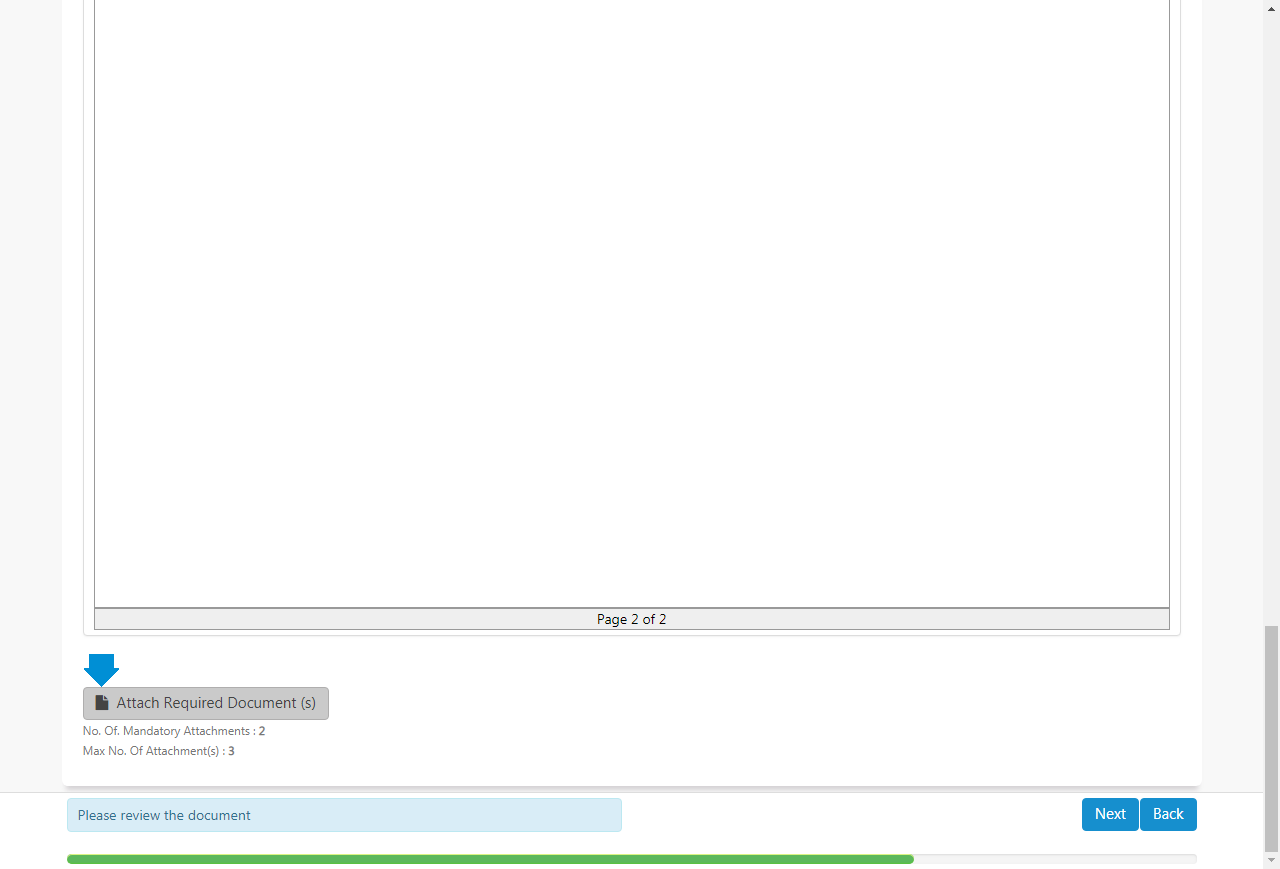 Page 2 of 2
Attach Required Document (s)
No. Of. Mandatory Attachments : 2
Max No. Of Attachment(s) : 3
Please review the document
Next
Back